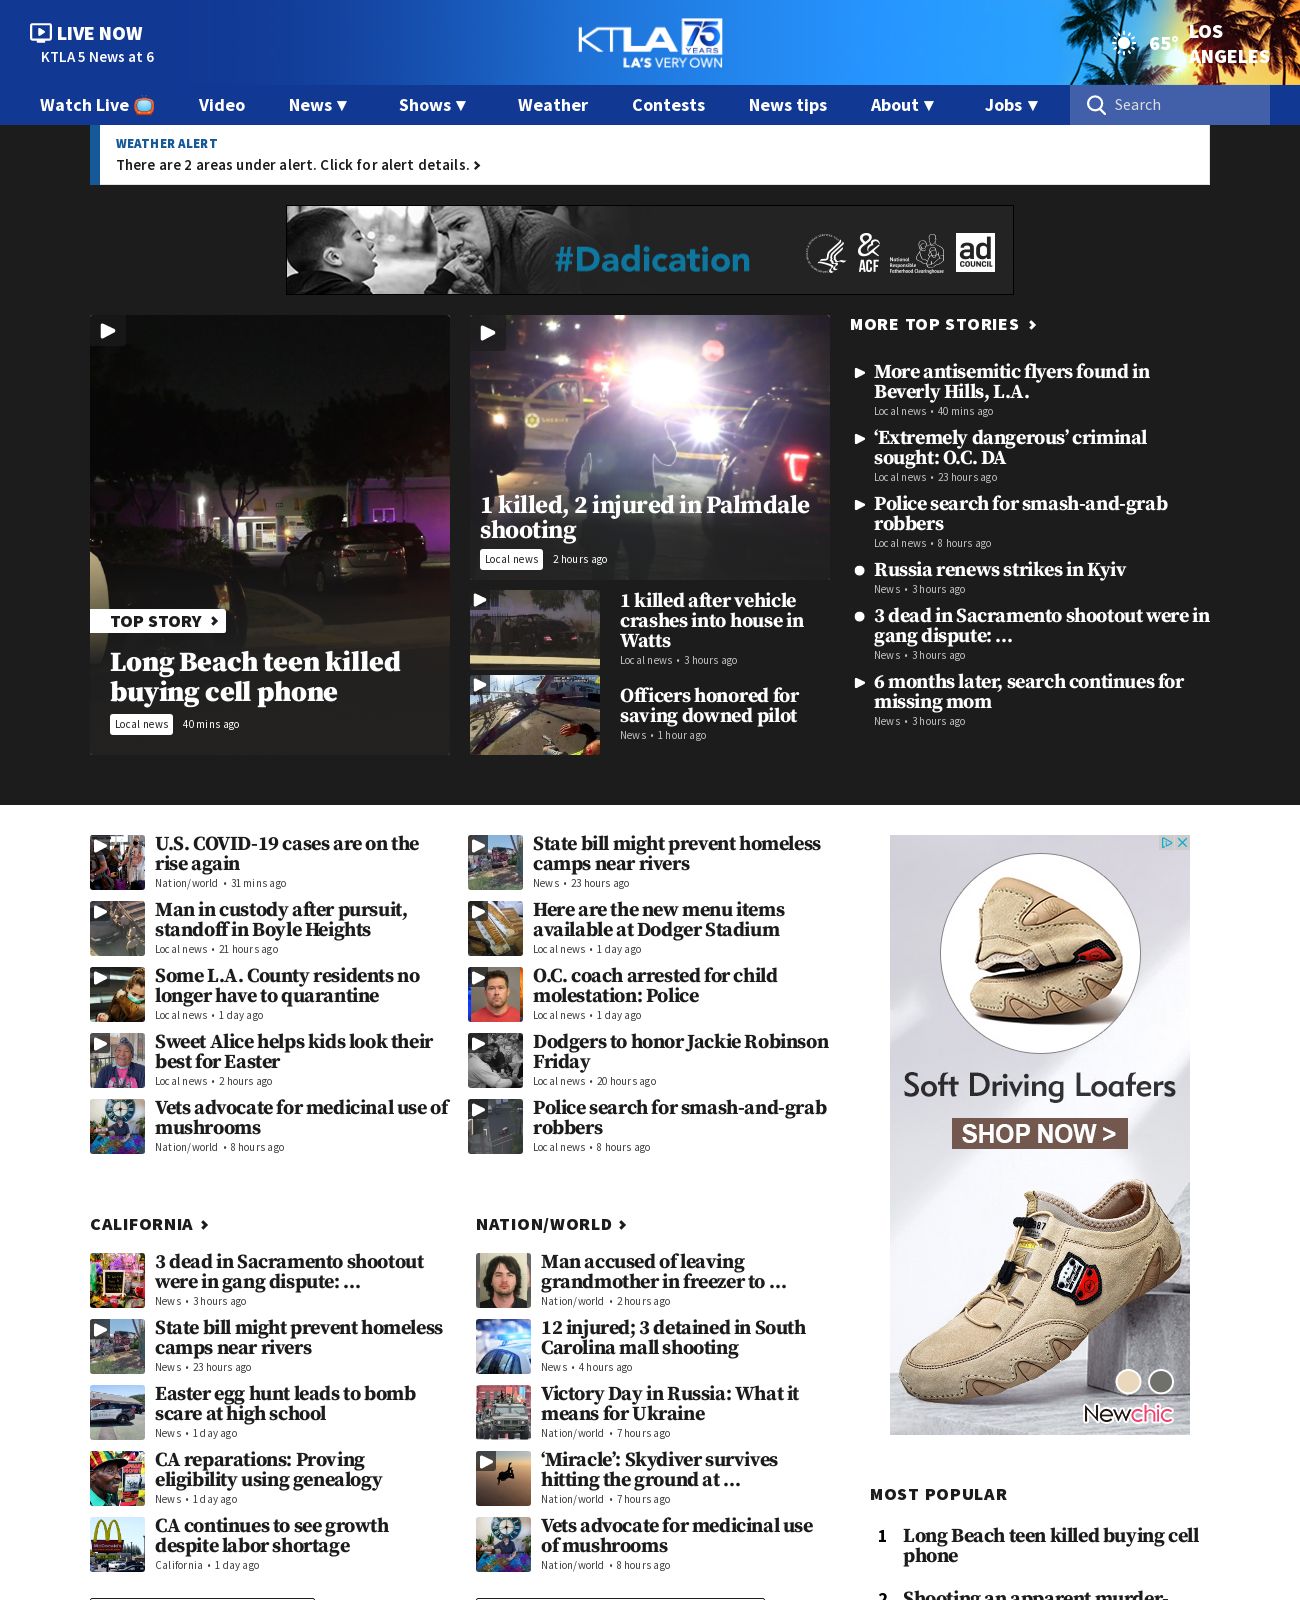 LIVE NOW
KTLA 5 News at 6
KTLA 75
YEARS
LA'S VERY OWN
65°
LOS
ANGELES
Watch Live
Video
News ▼
Shows ▼
Weather
Contests
News tips
About ▼
Jobs ▼
Search
WEATHER ALERT
There are 2 areas under alert. Click for alert details.
#Dadication
ACF
National
Responsible
Fatherhood Clearinghouse
ad
COUNCIL
SHERIFF
TOP STORY
Long Beach teen killed
buying cell phone
Local news
40 mins ago
1 killed, 2 injured in Palmdale
shooting
Local news
2 hours ago
1 killed after vehicle
crashes into house in
Watts
Local news • 3 hours ago
Officers honored for
saving downed pilot
News • 1 hour ago
MORE TOP STORIES
More antisemitic flyers found in
Beverly Hills, L.A.
Local news • 40 mins ago
‘Extremely dangerous’ criminal
sought: O.C. DA
Local news • 23 hours ago
Police search for smash-and-grab
robbers
Local news • 8 hours ago
Russia renews strikes in Kyiv
News • 3 hours ago
3 dead in Sacramento shootout were in
gang dispute: …
News • 3 hours ago
6 months later, search continues for
missing mom
News • 3 hours ago
U.S. COVID-19 cases are on the
rise again
Nation/world • 31 mins ago
Man in custody after pursuit,
standoff in Boyle Heights
Local news • 21 hours ago
Some L.A. County residents no
longer have to quarantine
Local news • 1 day ago
Sweet Alice helps kids look their
best for Easter
Local news • 2 hours ago
Vets advocate for medicinal use of
mushrooms
Nation/world • 8 hours ago
State bill might prevent homeless
camps near rivers
News • 23 hours ago
Here are the new menu items
available at Dodger Stadium
Local news • 1 day ago
O.C. coach arrested for child
molestation: Police
Local news • 1 day ago
Dodgers to honor Jackie Robinson
Friday
Local news • 20 hours ago
Police search for smash-and-grab
robbers
Local news • 8 hours ago
Soft Driving Loafers
SHOP NOW >
Newchic
CALIFORNIA
3 dead in Sacramento shootout
were in gang dispute: …
News • 3 hours ago
State bill might prevent homeless
camps near rivers
News • 23 hours ago
Easter egg hunt leads to bomb
scare at high school
News • 1 day ago
CA reparations: Proving
eligibility using genealogy
News • 1 day ago
McDonald's
CA continues to see growth
despite labor shortage
California • 1 day ago
NATION/WORLD
Man accused of leaving
grandmother in freezer to …
Nation/world • 2 hours ago
12 injured; 3 detained in South
Carolina mall shooting
News • 4 hours ago
Victory Day in Russia: What it
means for Ukraine
Nation/world • 7 hours ago
‘Miracle’: Skydiver survives
hitting the ground at …
Nation/world • 7 hours ago
Vets advocate for medicinal use
of mushrooms
Nation/world • 8 hours ago
MOST POPULAR
1 Long Beach teen killed buying cell
phone
2 Shooting an apparent murder-